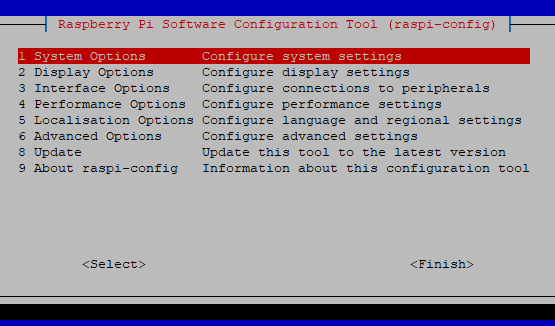 Raspberry Pi Software Configuration Tool (raspi-config)
1 System Options Configure system settings
2 Display Options Configure display settings
3 Interface Options Configure connections to peripherals
4 Performance Options Configure performance settings
5 Localisation Options Configure language and regional settings
6 Advanced Options Configure advanced settings
8 Update Update this tool to the latest version
9 About raspi-config Information about this configuration tool
<Select> <Finish>